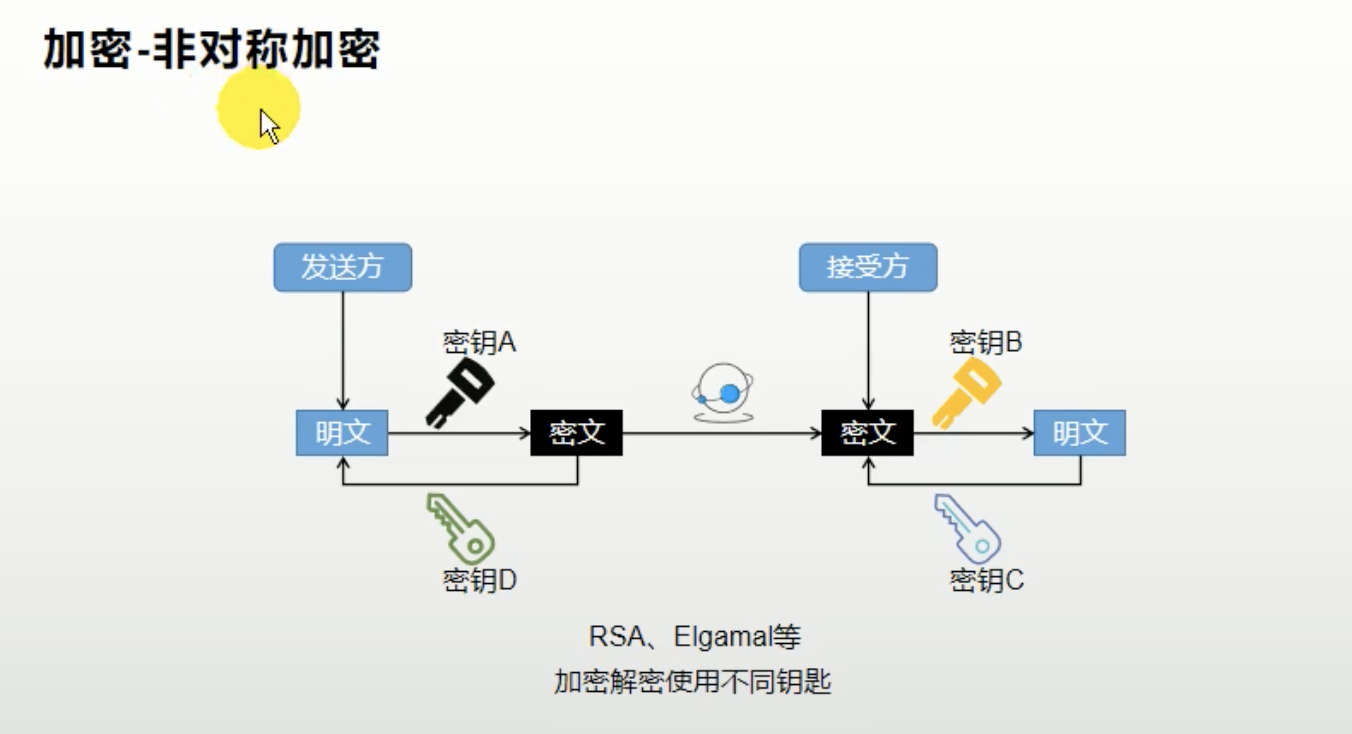 加密-非对称加密
发送方
接受方
密钥A
密钥B
明文
密文
密文
明文
密钥D
密钥C
RSA、Elgamal等
加密解密使用不同钥匙